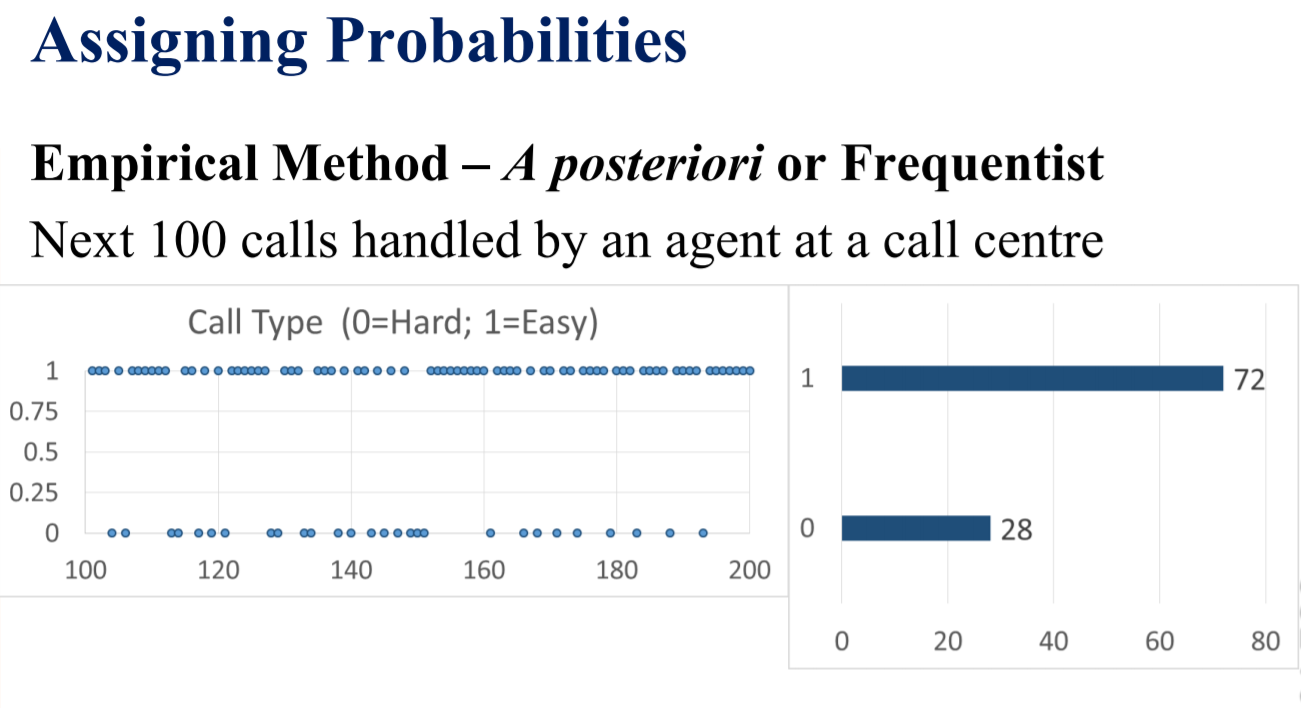 Assigning Probabilities
Empirical Method – A posteriori or Frequentist
Next 100 calls handled by an agent at a call centre
Call Type (0=Hard; 1=Easy)
1
0.75
0.5
0.25
0
100 120 140 160 180 200
1 72
0 28
0 20 40 60 80